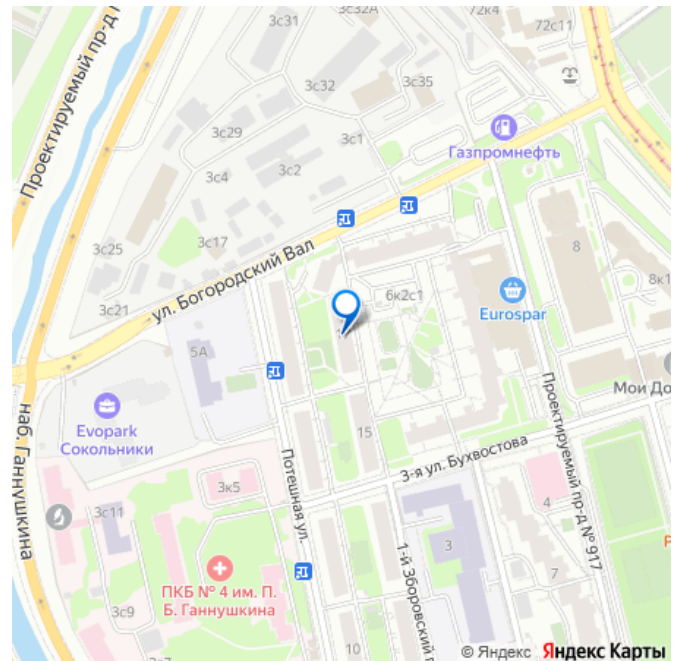 3с31
3с32А
72к4
72с11
Проектируемый пр-д
3с32
3с35
3с29
3с1
Газпромнефть
3с4
3с2
3с25
3с17
ул. Богородский Вал
8
3с21
6к2с1
8к1
Eurospar
5А
Мои До
Evopark
Сокольники
Проектируемый пр-д № 917
наб. Ганнушкина
15
3-я ул. Бухвостова
Потешная ул.
3к5
4
3с11
3
ПКБ № 4 им. П.
Б. Ганнушкина
7
1-й Зборовский п
3с9
10
© Яндекс Яндекс Карты